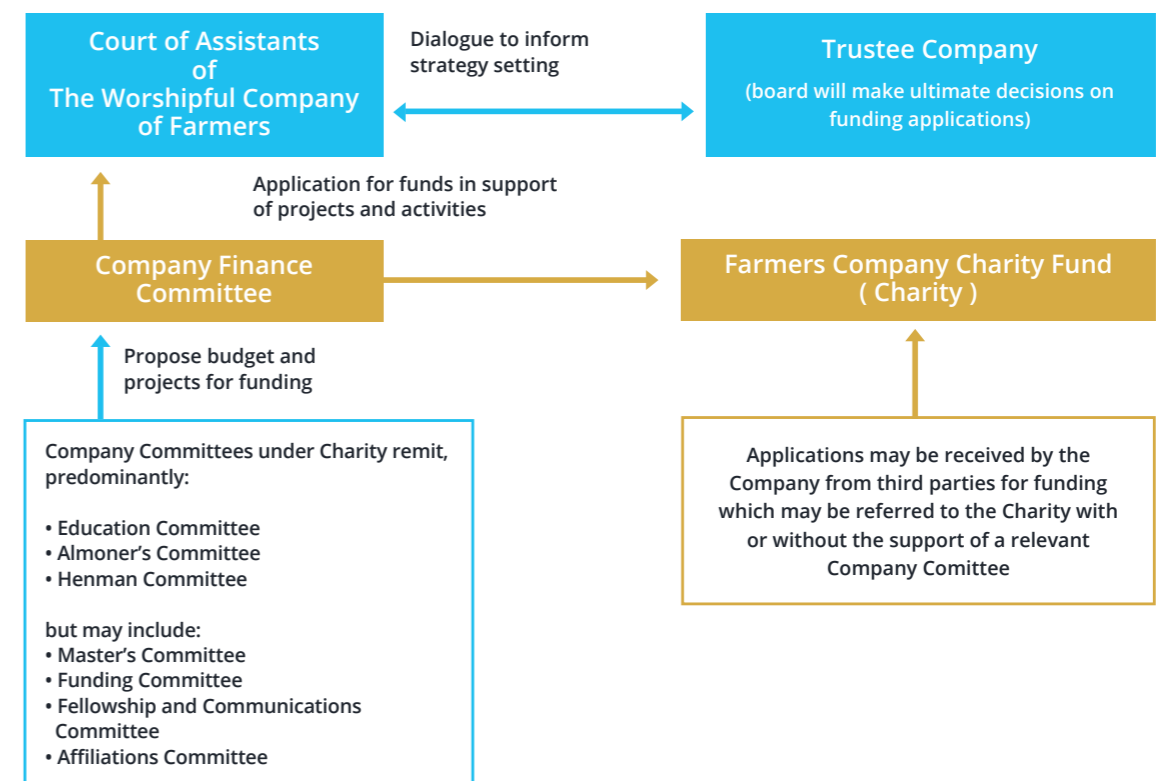 Court of Assistants
of
The Worshipful Company
of Farmers
Dialogue to inform
strategy setting
Trustee Company
(board will make ultimate decisions on
funding applications)
Application for funds in support
of projects and activities
Company Finance
Committee
Farmers Company Charity Fund
( Charity )
Propose budget and
projects for funding
Company Committees under Charity remit,
predominantly:
• Education Committee
• Almoner’s Committee
• Henman Committee
but may include:
• Master’s Committee
• Funding Committee
• Fellowship and Communications
Committee
• Affiliations Committee
Applications may be received by the
Company from third parties for funding
which may be referred to the Charity with
or without the support of a relevant
Company Comittee